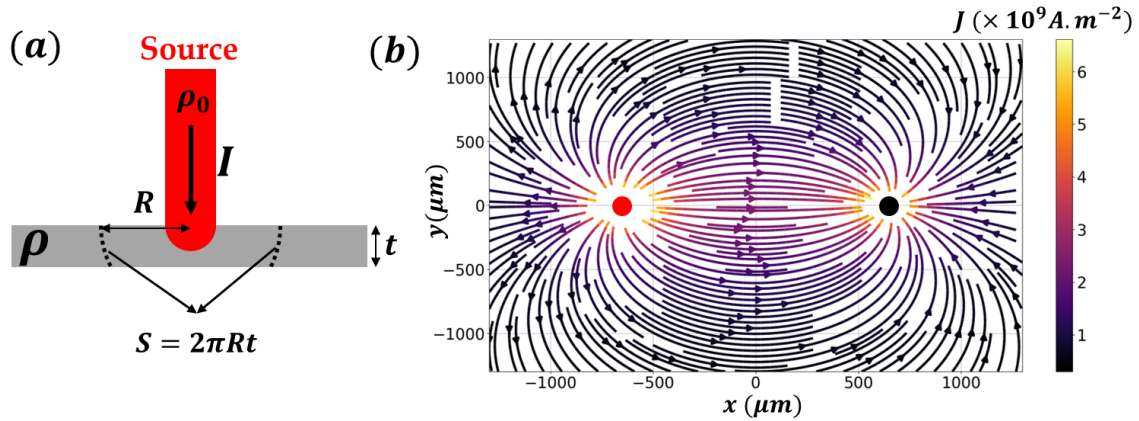 (a)
Source
ρ₀
I
R
ρ
t
S = 2πRt
(b)
J (× 10⁹A.m⁻²)
y (μm)
1000
500
0
−500
−1000
−1000
−500
0
500
1000
x (μm)
6
5
4
3
2
1